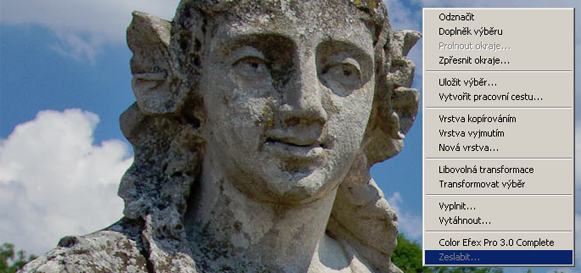 Odznačit
Doplněk výběru
Prolnout okraje...
Zpřesnit okraje...
Uložit výběr...
Vytvořit pracovní cestu...
Vrstva kopírováním
Vrstva vyjmutím
Nová vrstva...
Libovolná transformace
Transformovat výběr
Vyplnit...
Vytáhnout...
Color Efex Pro 3.0 Complete
Zeslabit...